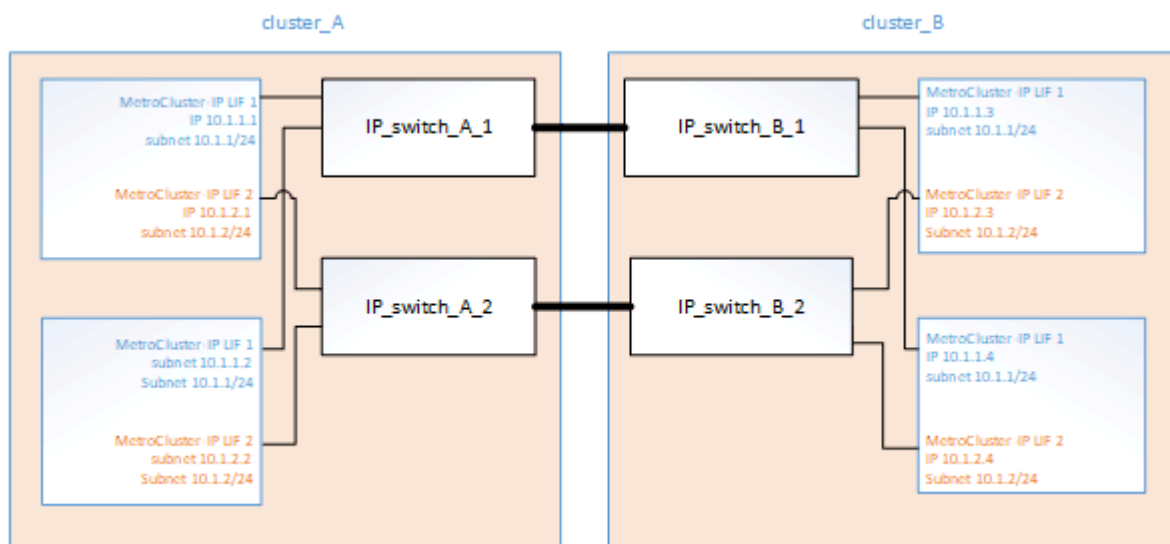 cluster_A
cluster_B
MetroCluster-IP LIF 1
IP 10.1.1.1
subnet 10.1.1/24
MetroCluster-IP LIF 2
IP 10.1.2.1
subnet 10.1.2/24
IP_switch_A_1
IP_switch_B_1
MetroCluster-IP LIF 1
IP 10.1.1.3
subnet 10.1.1/24
MetroCluster-IP LIF 2
IP 10.1.2.3
Subnet 10.1.2/24
MetroCluster-IP LIF 1
subnet 10.1.1.2
Subnet 10.1.1/24
MetroCluster-IP LIF 2
subnet 10.1.2.2
Subnet 10.1.2/24
IP_switch_A_2
IP_switch_B_2
MetroCluster-IP LIF 1
IP 10.1.1.4
subnet 10.1.1/24
MetroCluster-IP LIF 2
IP 10.1.2.4
Subnet 10.1.2/24